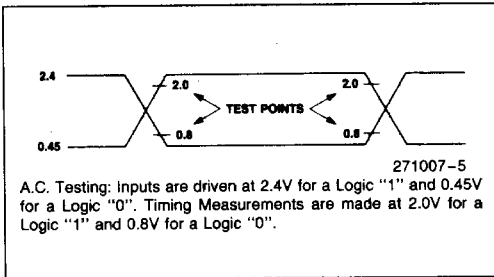 2.4
2.0
2.0
TEST POINTS
0.8
0.8
0.45
271007–5
A.C. Testing: Inputs are driven at 2.4V for a Logic "1" and 0.45V
for a Logic "0". Timing Measurements are made at 2.0V for a
Logic "1" and 0.8V for a Logic "0".